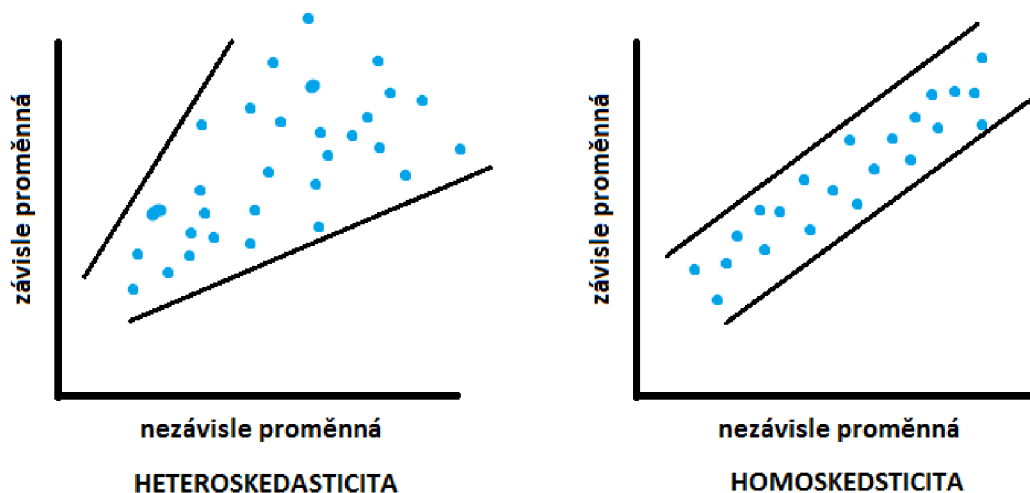 závisle proměnná
nezávisle proměnná
HETEROSKEDASTICITA
závisle proměnná
nezávisle proměnná
HOMOSKEDSTICITA